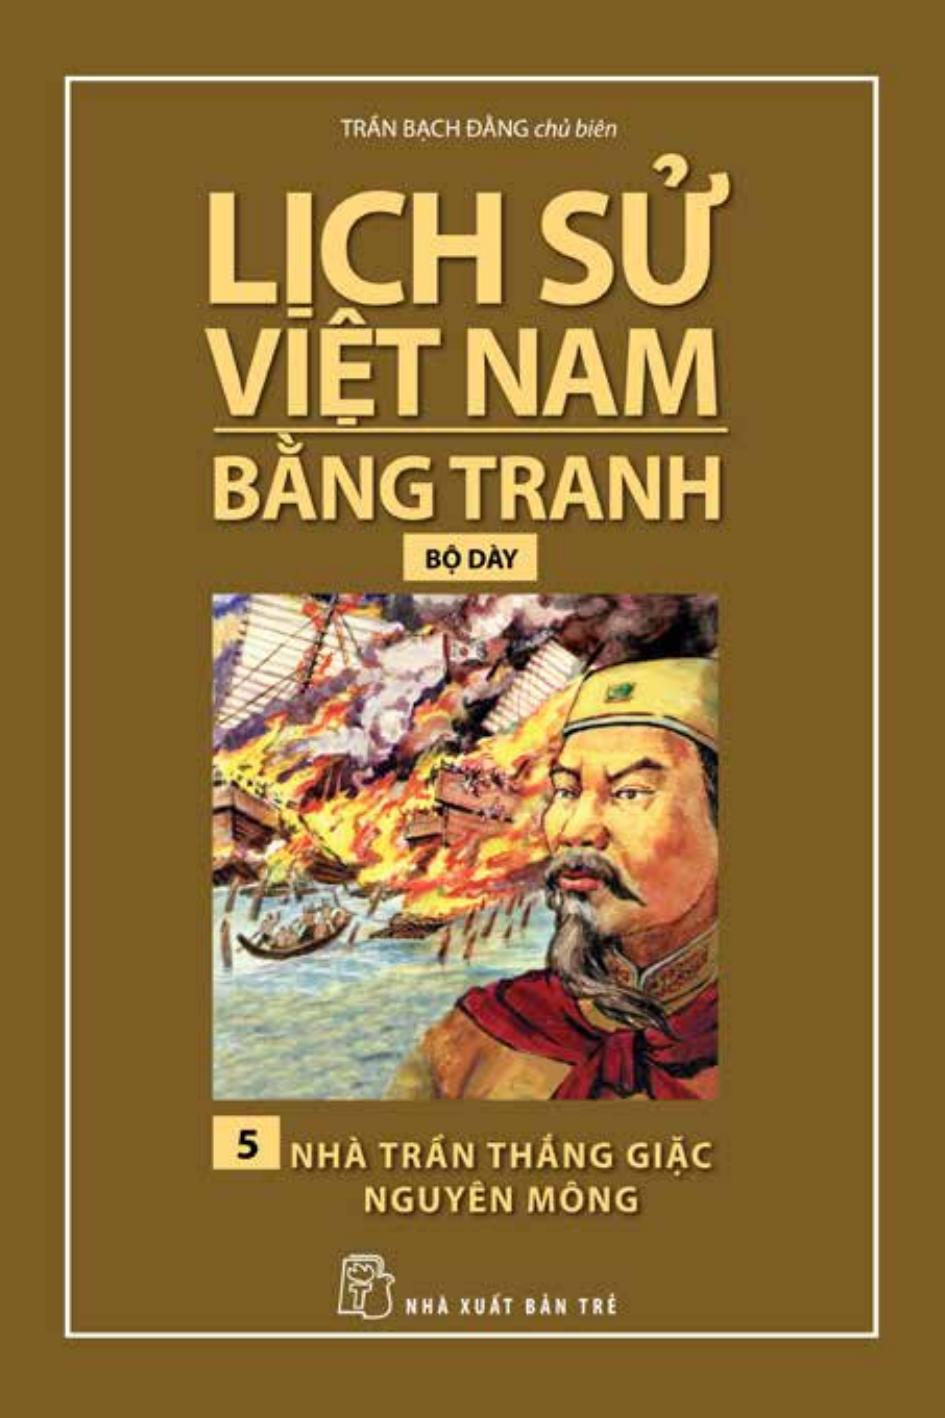 TRẦN BẠCH ĐẰNG chủ biên
LỊCH SỬ
VIỆT NAM
BẰNG TRANH
BỘ DÀY
5 NHÀ TRẦN THẮNG GIẶC
NGUYÊN MÔNG
NHÀ XUẤT BẢN TRẺ